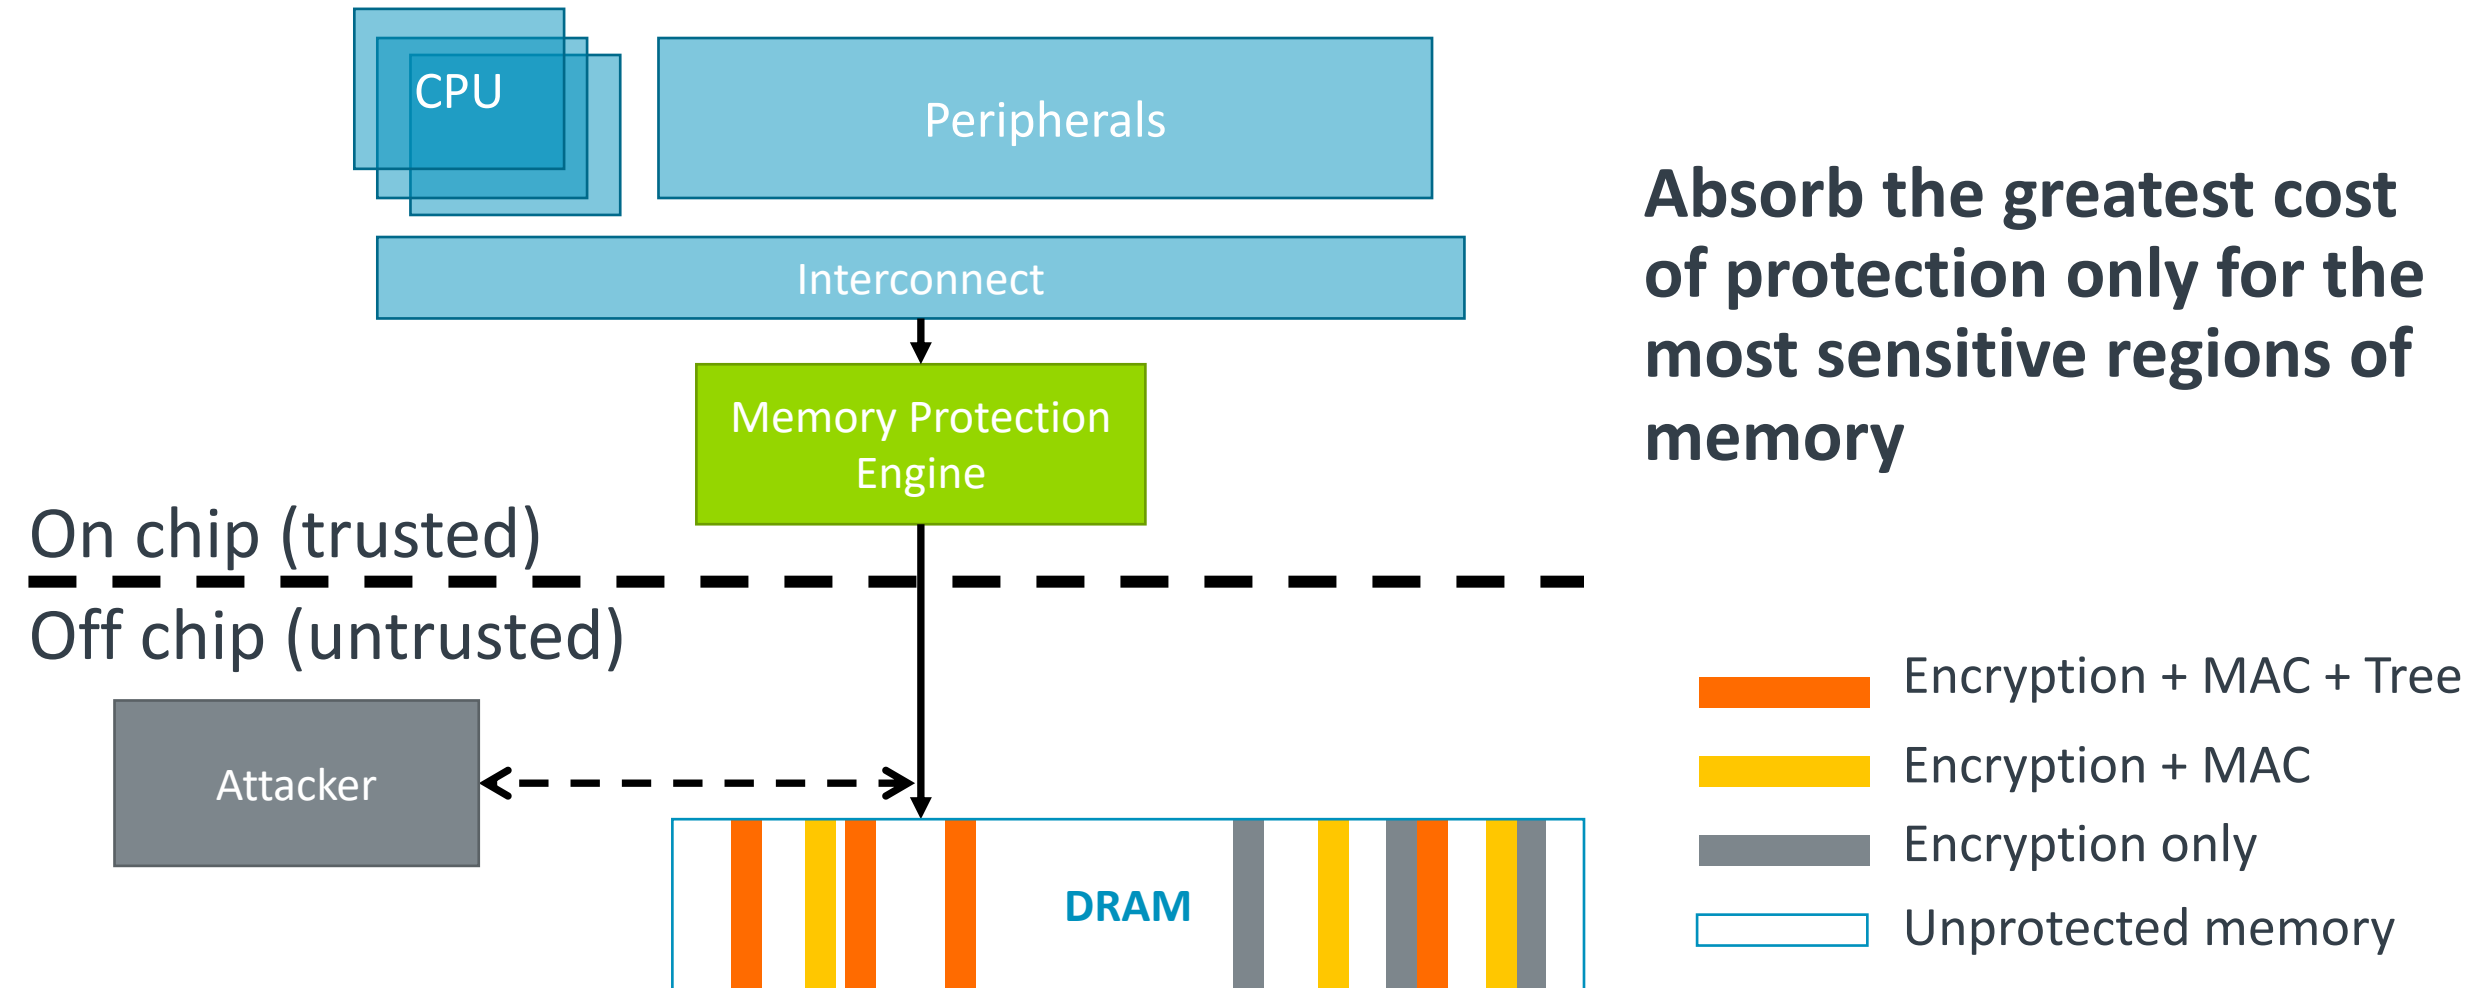 CPU
Peripherals
Interconnect
Memory Protection
Engine
On chip (trusted)
Off chip (untrusted)
Attacker
DRAM
Absorb the greatest cost
of protection only for the
most sensitive regions of
memory
Encryption + MAC + Tree
Encryption + MAC
Encryption only
Unprotected memory